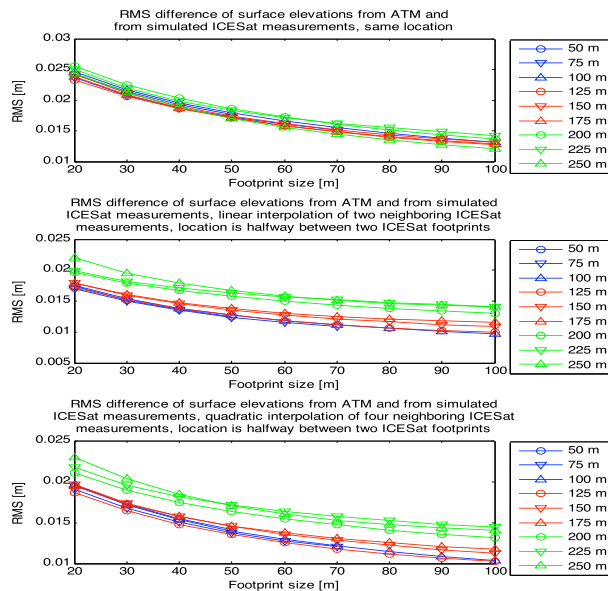 RMS difference of surface elevations from ATM and
from simulated ICESat measurements, same location
0.03
0.025
0.02
0.015
0.01
RMS [m]
20 30 40 50 60 70 80 90 100
Footprint size [m]
50 m
75 m
100 m
125 m
150 m
175 m
200 m
225 m
250 m
RMS difference of surface elevations from ATM and from simulated
ICESat measurements, linear interpolation of two neighboring ICESat
measurements, location is halfway between two ICESat footprints
0.025
0.02
0.015
0.01
0.005
RMS [m]
20 30 40 50 60 70 80 90 100
Footprint size [m]
50 m
75 m
100 m
125 m
150 m
175 m
200 m
225 m
250 m
RMS difference of surface elevations from ATM and from simulated
ICESat measurements, quadratic interpolation of four neighboring ICESat
measurements, location is halfway between two ICESat footprints
0.025
0.02
0.015
0.01
RMS [m]
20 30 40 50 60 70 80 90 100
Footprint size [m]
50 m
75 m
100 m
125 m
150 m
175 m
200 m
225 m
250 m